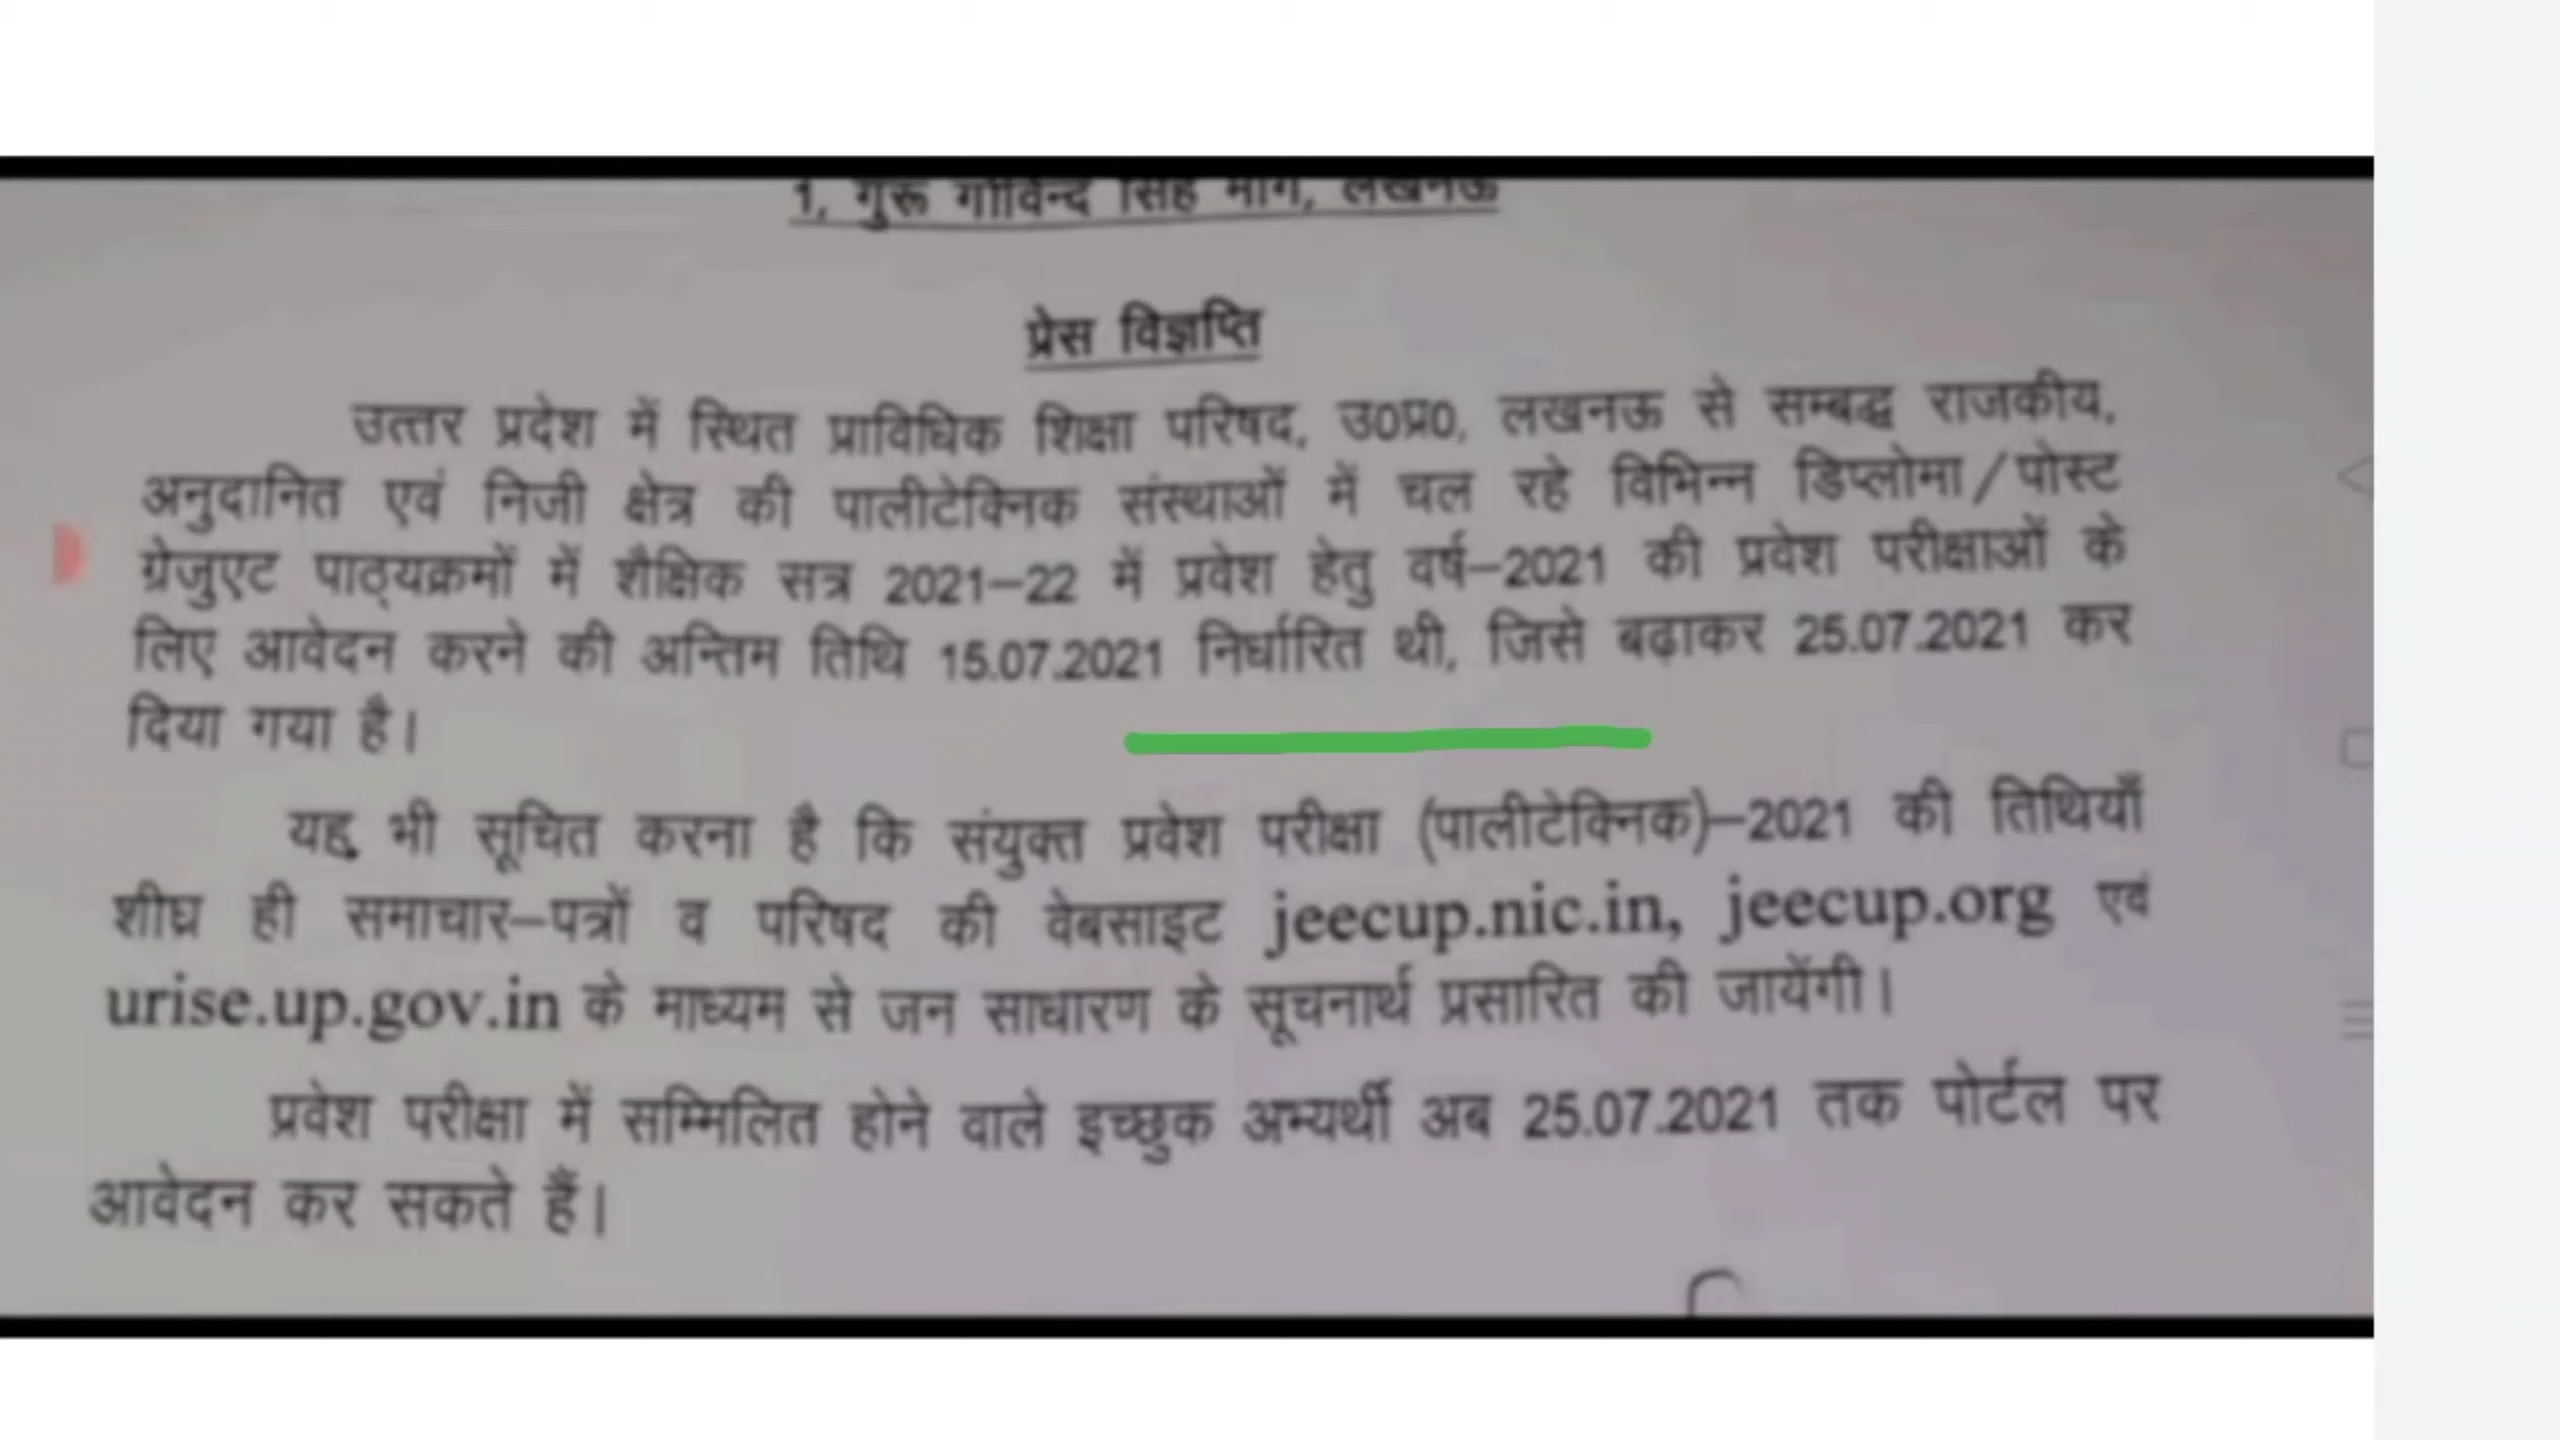 1, गुरू गोविन्द सिंह मार्ग, लखनऊ
प्रेस विज्ञप्ति
उत्तर प्रदेश में स्थित प्राविधिक शिक्षा परिषद, उ0प्र0, लखनऊ से सम्बद्ध राजकीय,
अनुदानित एवं निजी क्षेत्र की पालीटेक्निक संस्थाओं में चल रहे विभिन्न डिप्लोमा/पोस्ट
ग्रेजुएट पाठ्यक्रमों में शैक्षिक सत्र 2021–22 में प्रवेश हेतु वर्ष–2021 की प्रवेश परीक्षाओं के
लिए आवेदन करने की अन्तिम तिथि 15.07.2021 निर्धारित थी, जिसे बढ़ाकर 25.07.2021 कर
दिया गया है।
यह भी सूचित करना है कि संयुक्त प्रवेश परीक्षा (पालीटेक्निक)–2021 की तिथियाँ
शीघ्र ही समाचार–पत्रों व परिषद की वेबसाइट jeecup.nic.in, jeecup.org एवं
urise.up.gov.in के माध्यम से जन साधारण के सूचनार्थ प्रसारित की जायेंगी।
प्रवेश परीक्षा में सम्मिलित होने वाले इच्छुक अभ्यर्थी अब 25.07.2021 तक पोर्टल पर
आवेदन कर सकते हैं।